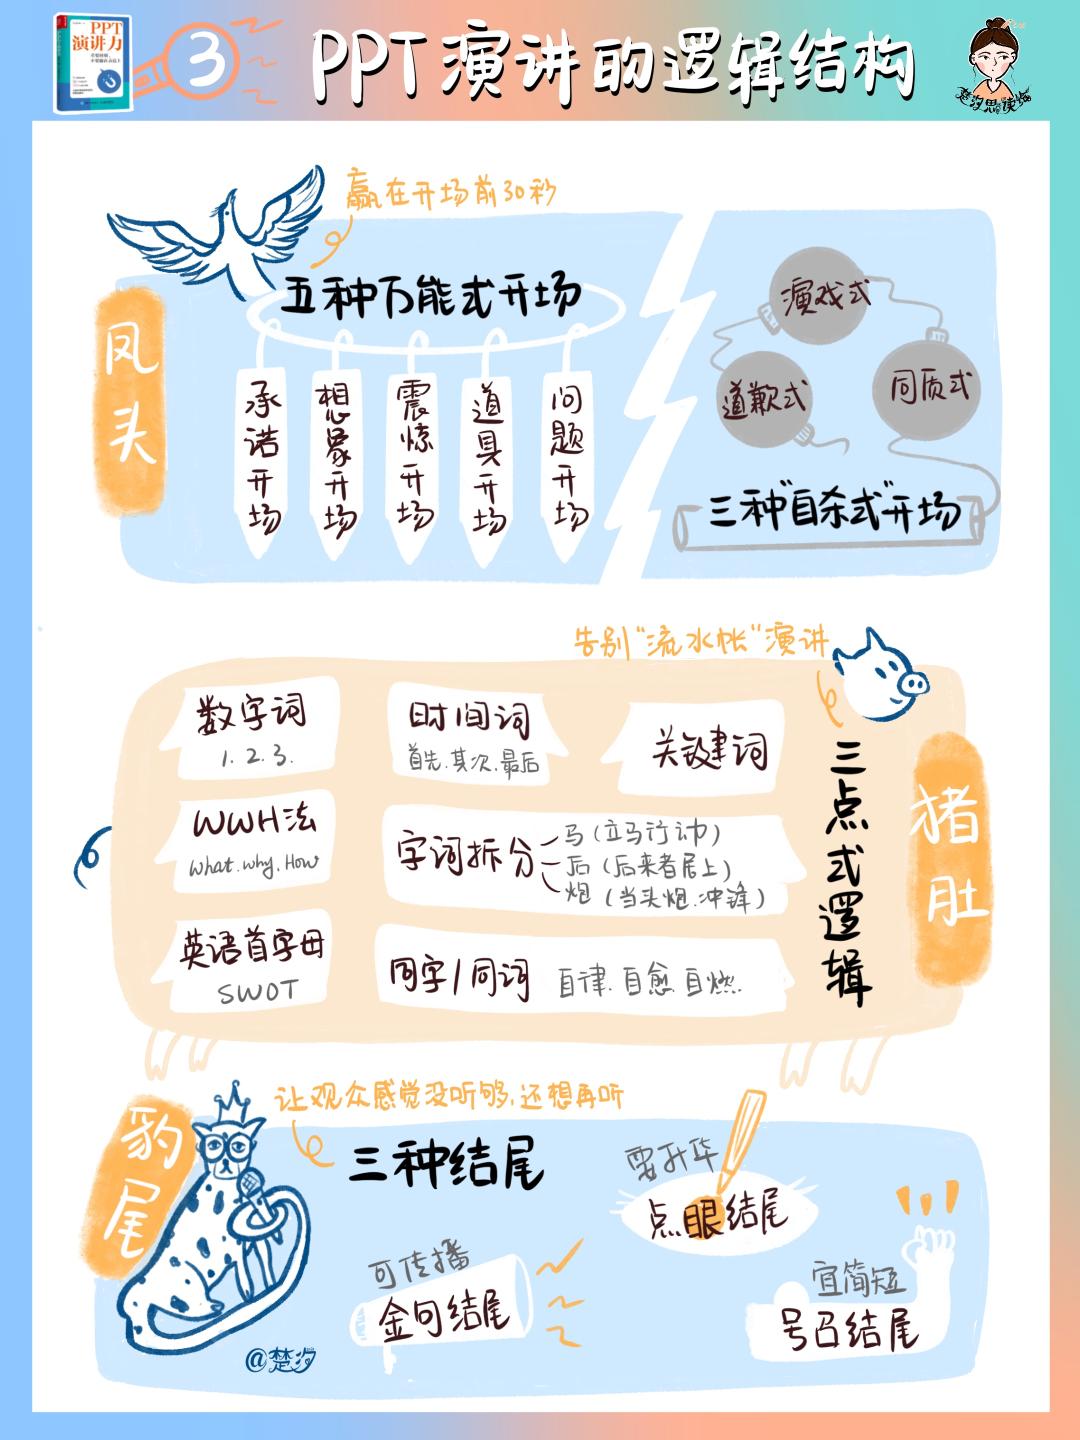 PPT
演讲力
3
PPT演讲的逻辑结构
楚汐思维读绘
赢在开场前30秒
凤头
五种万能式开场
承诺开场
想象开场
震惊开场
道具开场
问题开场
演戏式
道歉式
同质式
三种"自杀式"开场
告别"流水帐"演讲
猪肚
三点式逻辑
数字词
1. 2. 3.
时间词
首先.其次.最后
关键词
WWH法
What.why.How
字词拆分
马(立马行动)
后(后来者居上)
炮(当头炮.冲锋)
英语首字母
SWOT
同字/同词
自律.自愈.自燃.
豹尾
让观众感觉没听够,还想再听
三种结尾
要升华
点眼结尾
可传播
金句结尾
宜简短
号召结尾
@楚汐